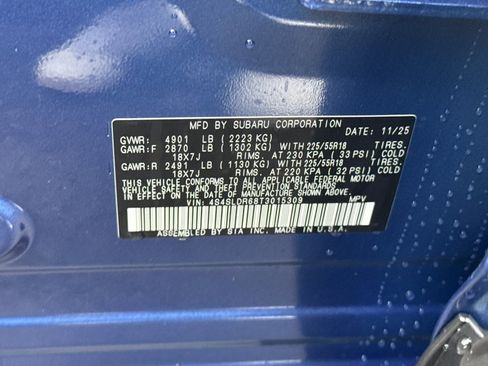 MFD BY SUBARU CORPORATION DATE: 11/25
GVWR: 4901 LB ( 2223 KG)
GAWR:F 2870 LB ( 1302 KG) WITH 225/55R18 TIRES.
18X7J RIMS. AT 230 KPA ( 33 PSI) COLD
GAWR:R 2491 LB ( 1130 KG) WITH 225/55R18 TIRES.
18X7J RIMS. AT 220 KPA ( 32 PSI) COLD
THIS VEHICLE CONFORMS TO ALL APPLICABLE FEDERAL MOTOR
VEHICLE SAFETY AND THEFT PREVENTION STANDARDS
IN EFFECT ON THE DATE OF MANUFACTURE SHOWN ABOVE.
VIN: 4S4SLDR68T3015309 MPV
ASSEMBLED BY SIA INC. MADE IN U.S.A.